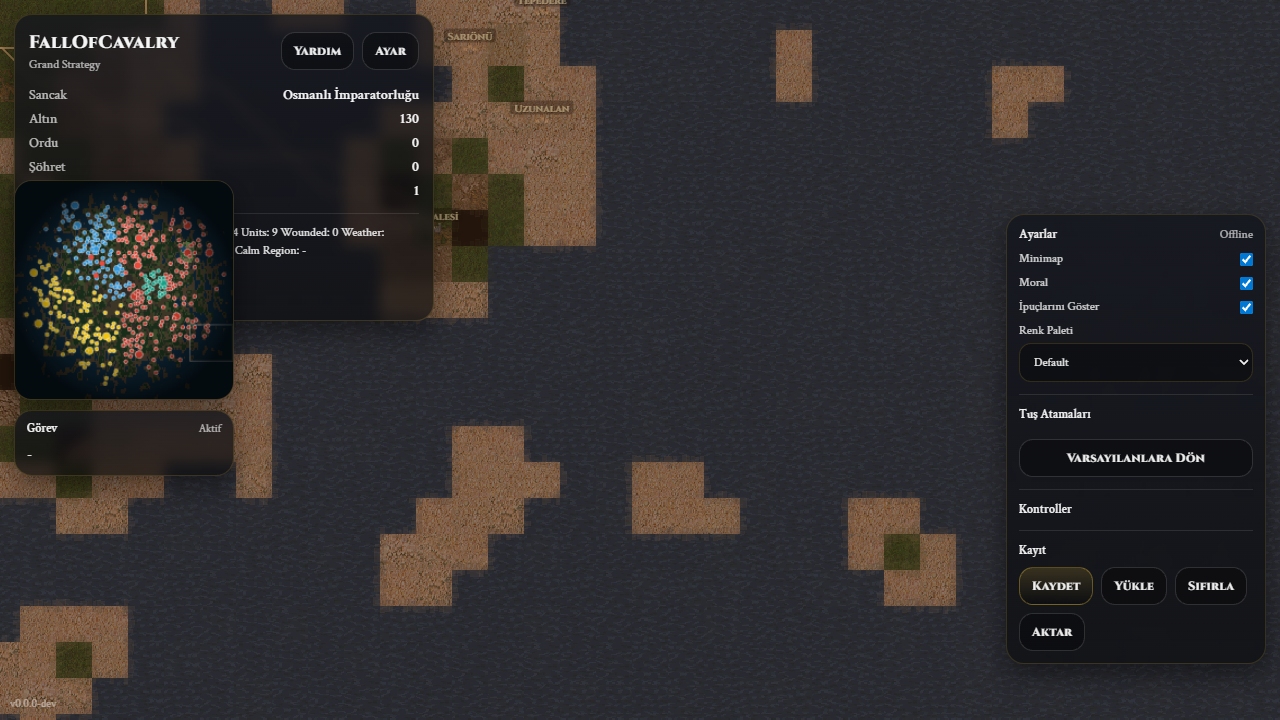 TEPEDERE
SARIÖNÜ
UZUNALAN
ALESİ
FallOfCavalry
Grand Strategy
Yardım
Ayar
Sancak Osmanlı İmparatorluğu
Altın 130
Ordu 0
Şöhret 0
1
4 Units: 9 Wounded: 0 Weather:
Calm Region: -
Görev Aktif
-
Ayarlar Offline
Minimap
Moral
İpuçlarını Göster
Renk Paleti
Default
Tuş Atamaları
Varsayılanlara Dön
Kontroller
Kayıt
Kaydet Yükle Sıfırla
Aktar
v0.0.0-dev